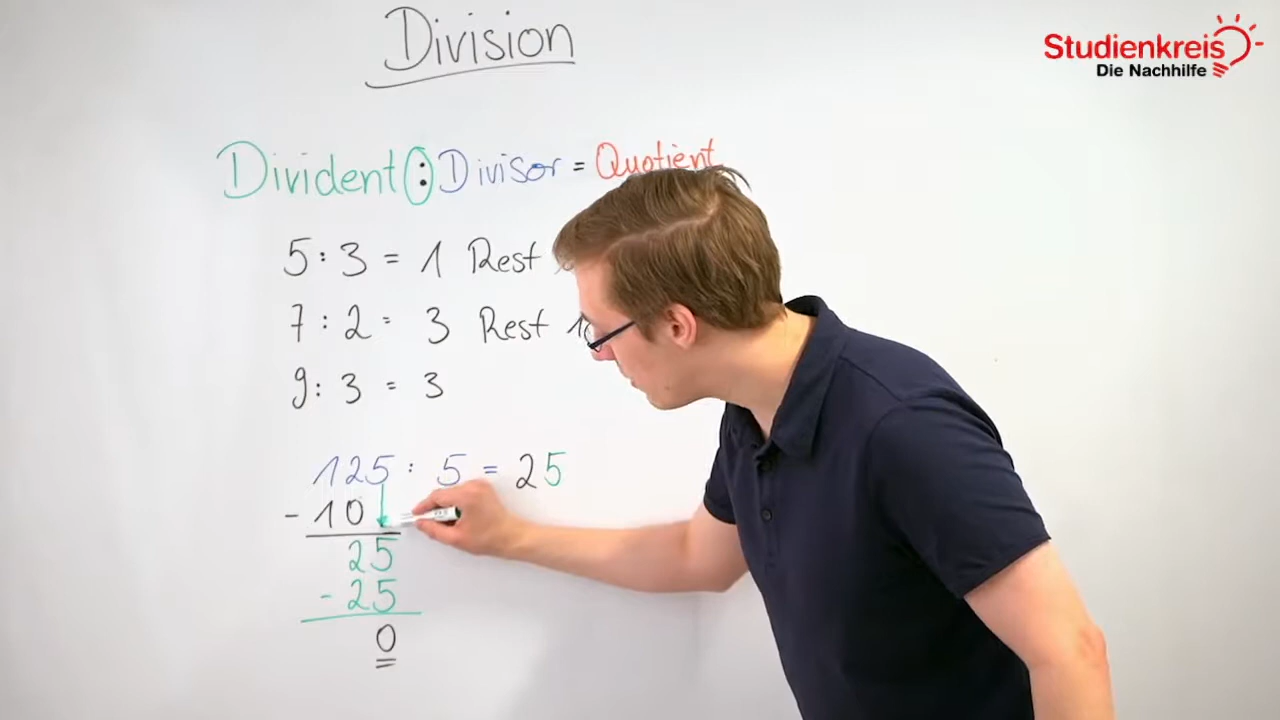 Division
Studienkreis
Die Nachhilfe
Divident : Divisor = Quotient
5 : 3 = 1 Rest
7 : 2 = 3 Rest
9 : 3 = 3
125 : 5 = 25
- 10
25
- 25
0